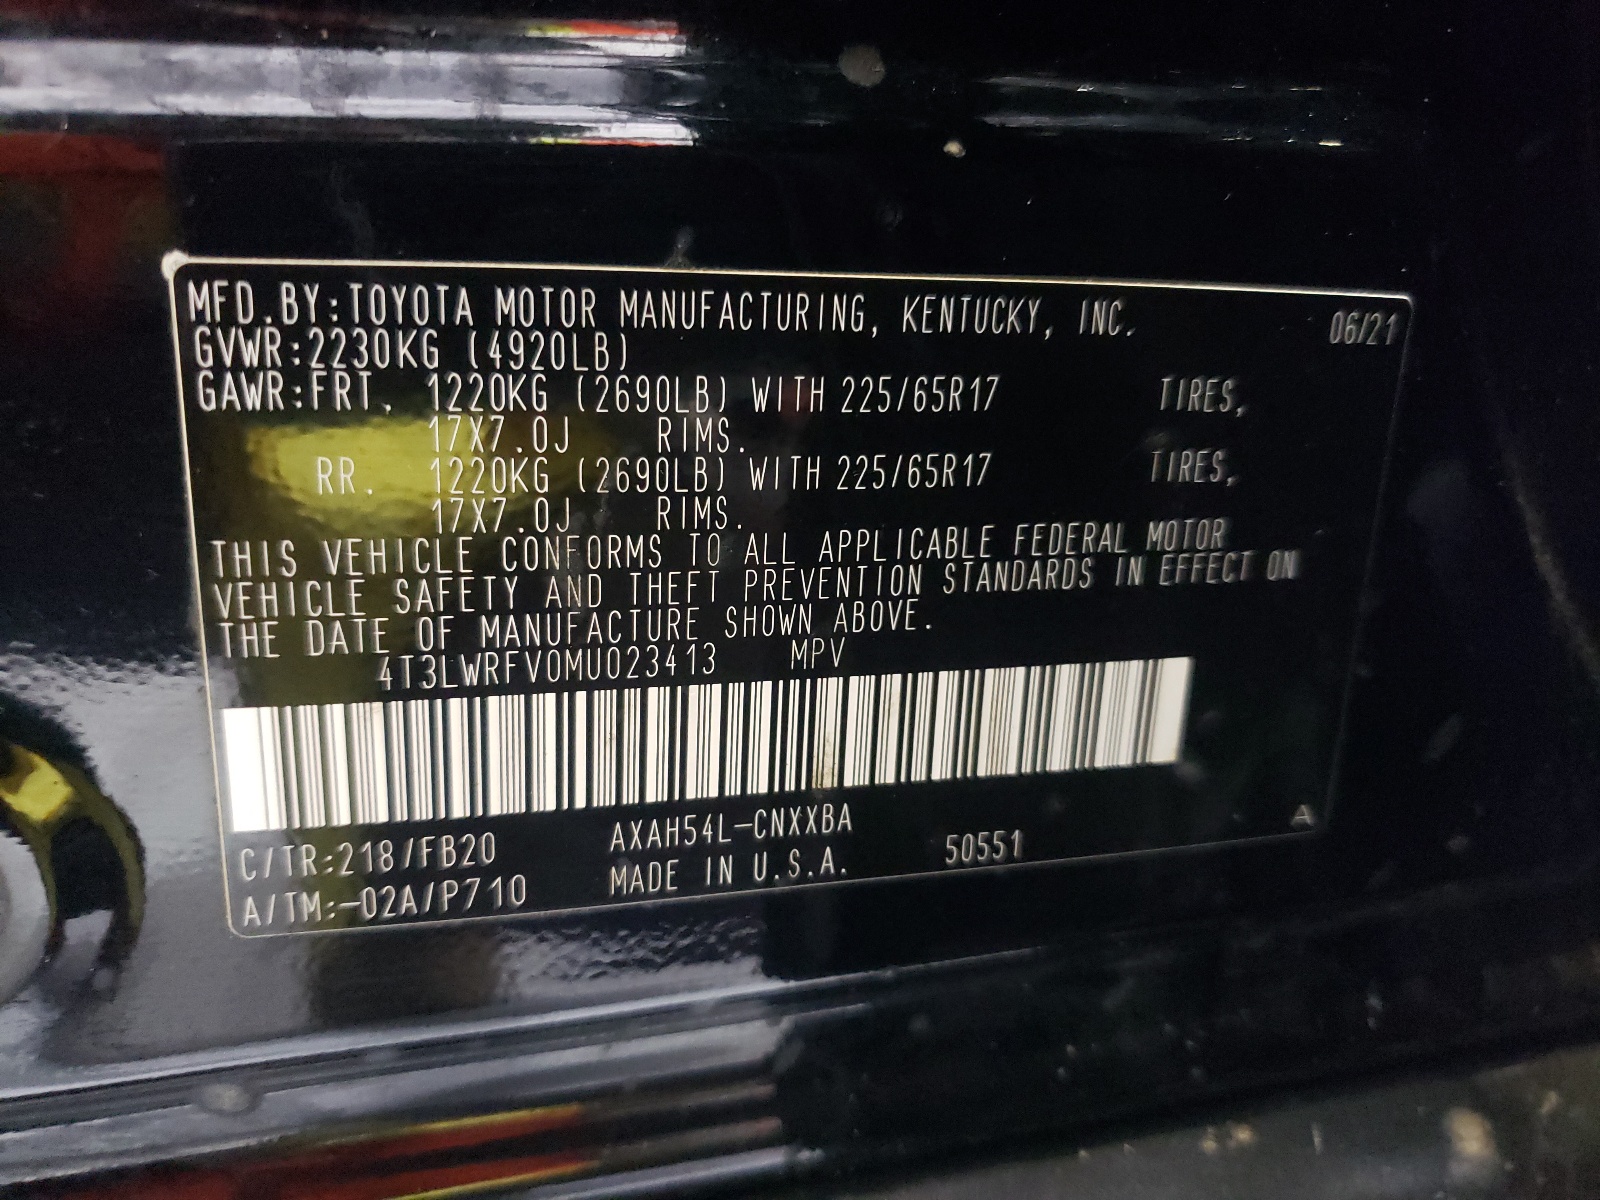 MFD.BY:TOYOTA MOTOR MANUFACTURING, KENTUCKY, INC. 06/21
GVWR:2230KG (4920LB)
GAWR:FRT. 1220KG (2690LB) WITH 225/65R17 TIRES,
17X7.0J RIMS.
RR. 1220KG (2690LB) WITH 225/65R17 TIRES,
17X7.0J RIMS.
THIS VEHICLE CONFORMS TO ALL APPLICABLE FEDERAL MOTOR
VEHICLE SAFETY AND THEFT PREVENTION STANDARDS IN EFFECT ON
THE DATE OF MANUFACTURE SHOWN ABOVE.
4T3LWRFV0MU023413 MPV
C/TR:218/FB20 AXAH54L-CNXXBA A
A/TM:-02A/P710 MADE IN U.S.A. 50551